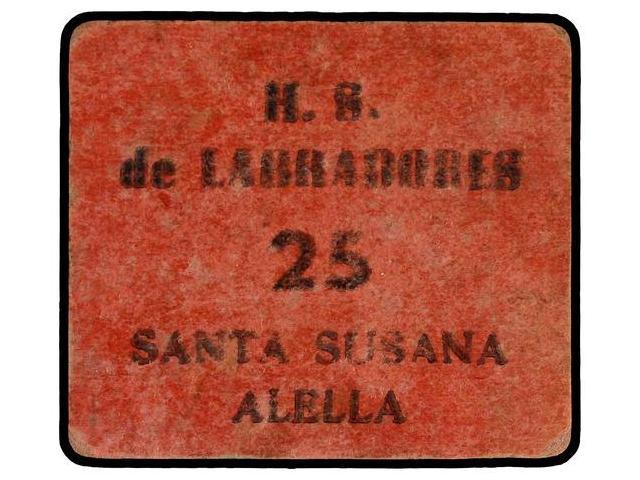 H. S.
de LABRADORES
25
SANTA SUSANA
ALELLA